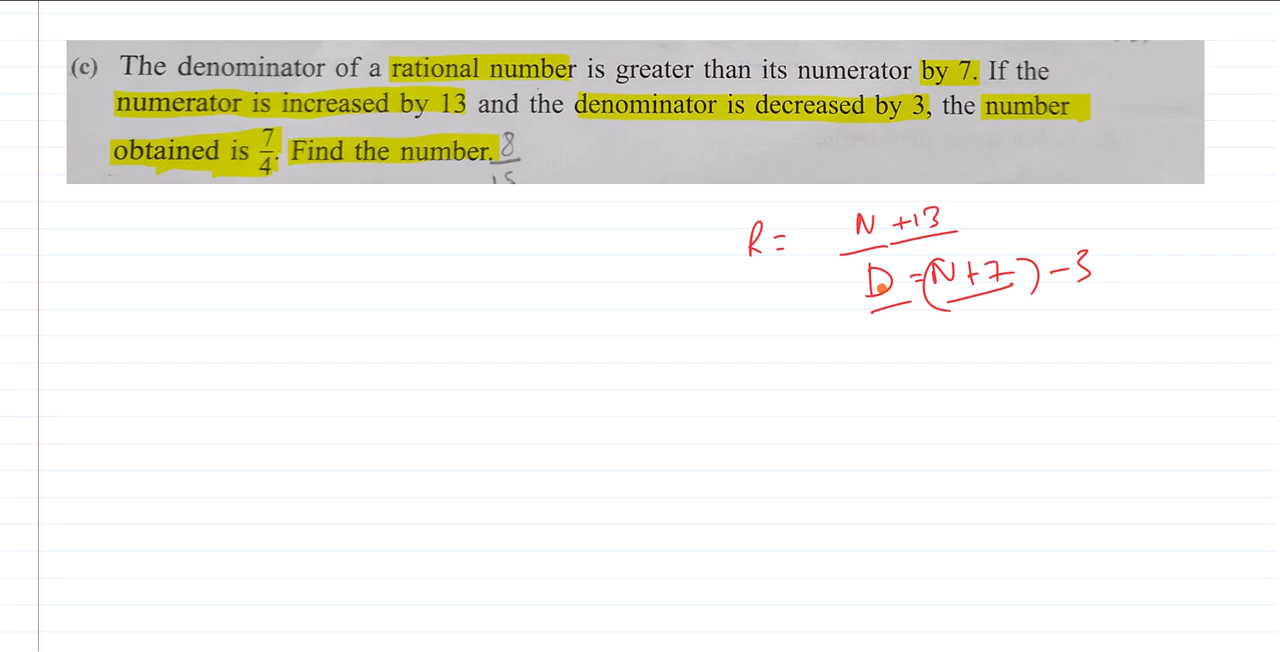 (c) The denominator of a rational number is greater than its numerator by 7. If the
numerator is increased by 13 and the denominator is decreased by 3, the number
obtained is 7/4. Find the number. 8/15
R = N +13
D = (N+7) -3